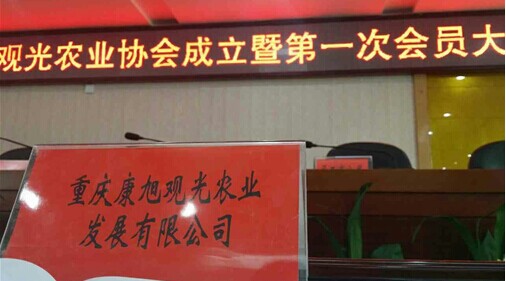 观光农业协会成立暨第一次会员大
重庆康旭观光农业
发展有限公司